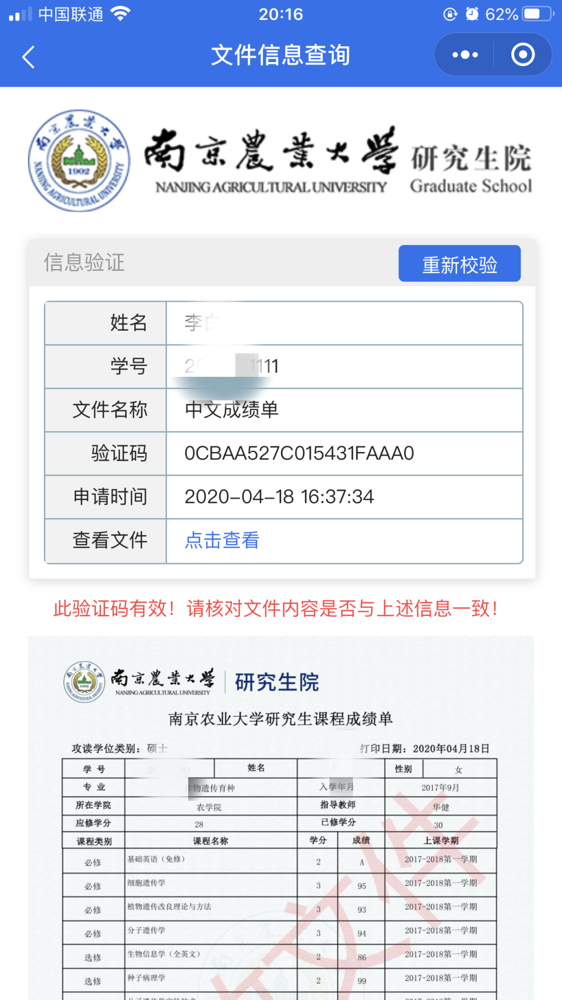 中国联通
20:16
62%
文件信息查询
南京農業大学
NANJING AGRICULTURAL UNIVERSITY
1902
南京農業大学 研究生院
NANJING AGRICULTURAL UNIVERSITY Graduate School
信息验证 重新校验
姓名 李白
学号 11111
文件名称 中文成绩单
验证码 0CBAA527C015431FAAA0
申请时间 2020-04-18 16:37:34
查看文件 点击查看
此验证码有效！请核对文件内容是否与上述信息一致！
南京農業大学 研究生院
NANJING AGRICULTURAL UNIVERSITY
南京农业大学研究生课程成绩单
攻读学位类别：硕士 打印日期：2020年04月18日
学 号 姓名 性别 女
专 业 作物遗传育种 入学年月 2017年9月
所在学院 农学院 指导教师 华健
应修学分 28 已修学分 30
课程类别 课程名称 学分 成绩 上课学期
必修 基础英语（免修） 2 A 2017-2018第一学期
必修 细胞遗传学 3 95 2017-2018第一学期
必修 植物遗传改良理论与方法 3 93 2017-2018第一学期
必修 分子遗传学 3 94 2017-2018第一学期
选修 生物信息学（全英文） 2 86 2017-2018第一学期
选修 种子病理学 2 99 2017-2018第一学期
文件